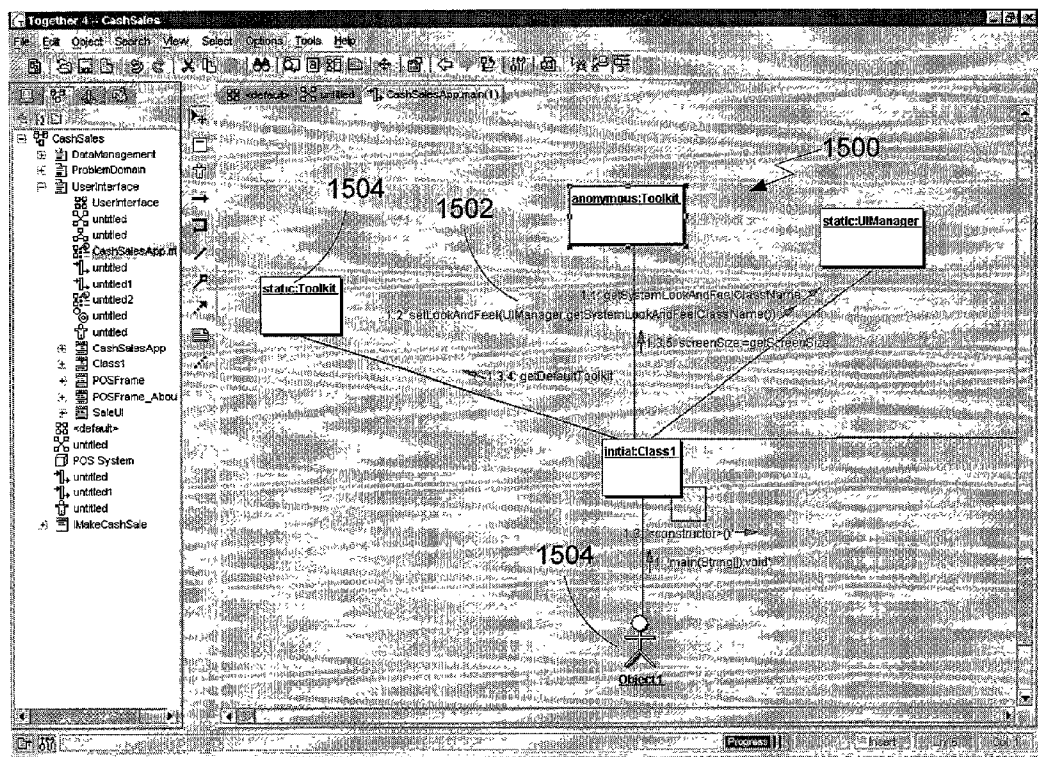 Together 4 -- CashSales
File Edit Object Search View Select Options Tools Help
<default> untitled CashSalesApp.main(1)
CashSales
DataManagement
ProblemDomain
UserInterface
UserInterface
untitled
untitled
CashSalesApp.m
untitled
untitled1
untitled2
untitled
untitled
CashSalesApp
Class1
POSFrame
POSFrame_Abou
SaleUI
<default>
untitled
POS System
untitled
untitled1
untitled
IMakeCashSale
1500
1504
1502
anonymous:Toolkit
static:UIManager
static:Toolkit
1.1: getSystemLookAndFeelClassName
1.2: setLookAndFeel(UIManager.getSystemLookAndFeelClassName())
1.3.5: screenSize:=getScreenSize
1.3.4: getDefaultToolkit
initial:Class1
1.3: <constructor>()
1504
1: 'main(String[]):void'
Object1
Progress Insert